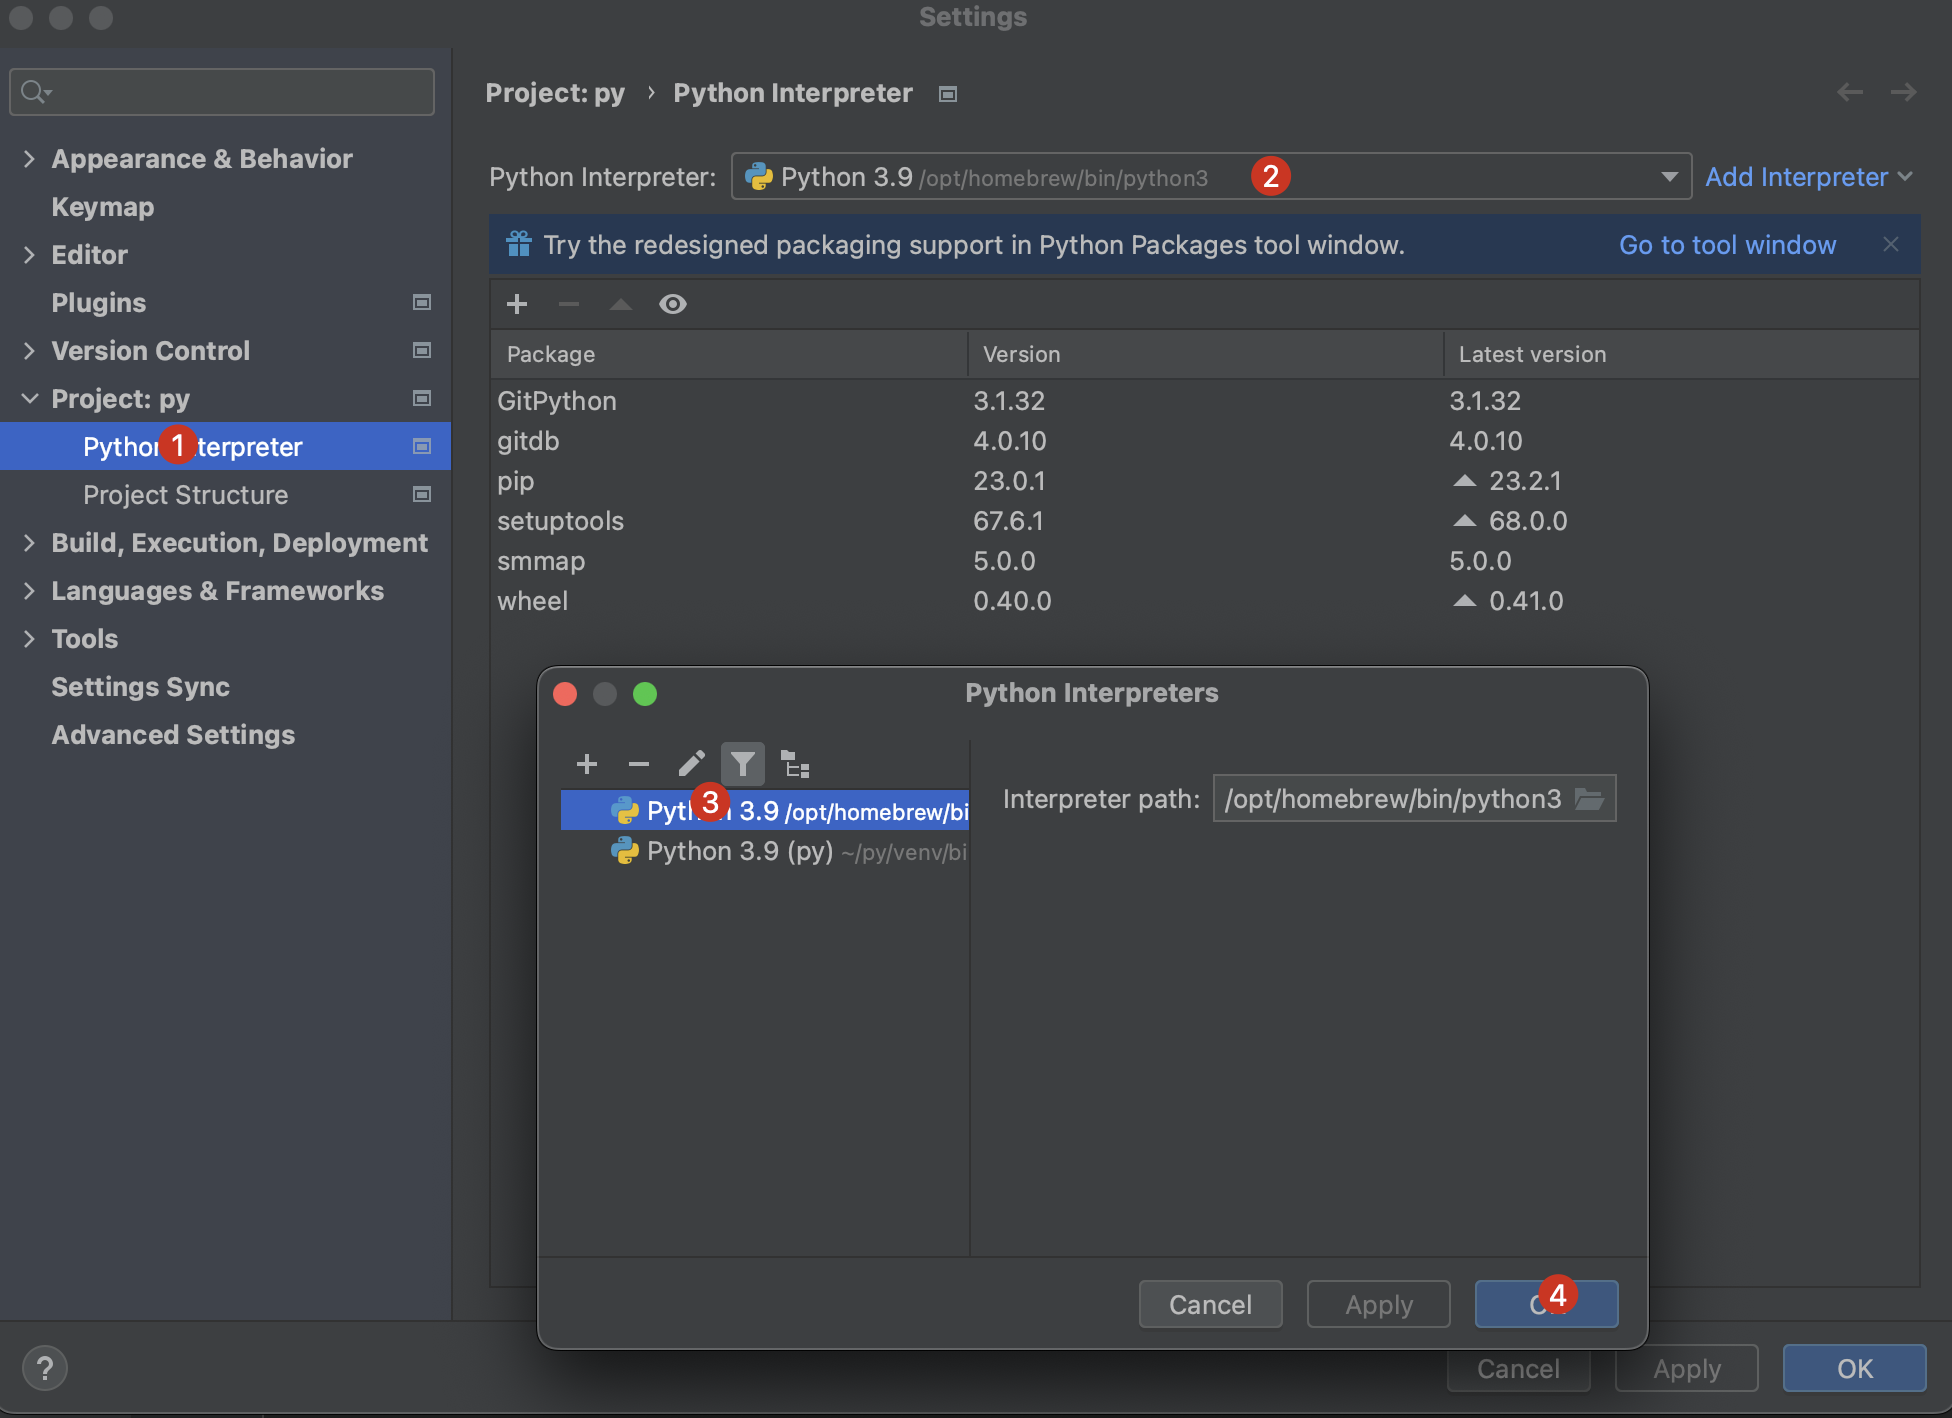 Settings
Project: py › Python Interpreter
Python Interpreter: Python 3.9 /opt/homebrew/bin/python3 2 Add Interpreter
Try the redesigned packaging support in Python Packages tool window. Go to tool window
Appearance & Behavior
Keymap
Editor
Plugins
Version Control
Project: py
Python 1 terpreter
Project Structure
Build, Execution, Deployment
Languages & Frameworks
Tools
Settings Sync
Advanced Settings
Package Version Latest version
GitPython 3.1.32 3.1.32
gitdb 4.0.10 4.0.10
pip 23.0.1 23.2.1
setuptools 67.6.1 68.0.0
smmap 5.0.0 5.0.0
wheel 0.40.0 0.41.0
Python Interpreters
3
Python 3.9 /opt/homebrew/bi
Python 3.9 (py) ~/py/venv/bi
Interpreter path: /opt/homebrew/bin/python3
Cancel Apply 4
? Cancel Apply OK